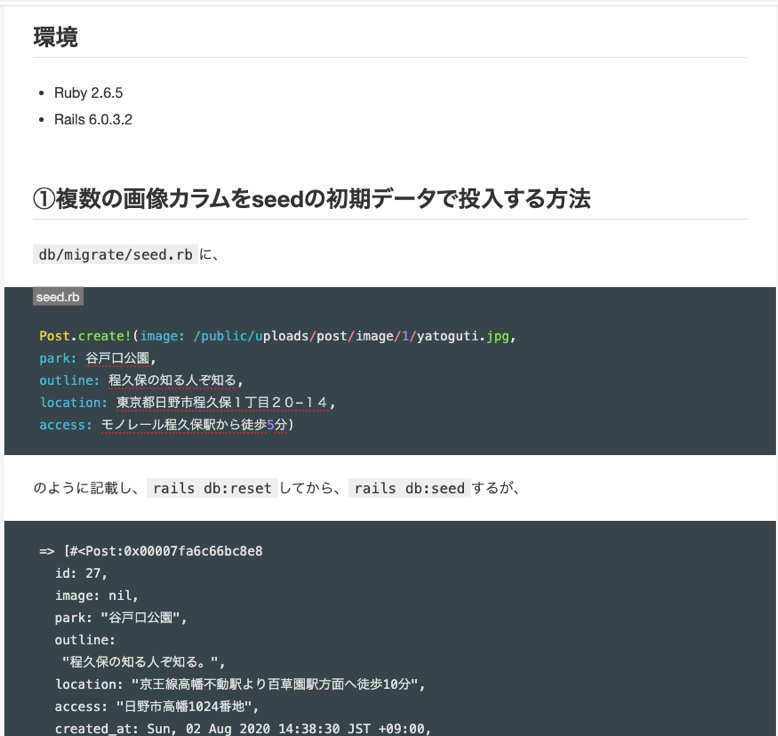 環境
• Ruby 2.6.5
• Rails 6.0.3.2
①複数の画像カラムをseedの初期データで投入する方法
db/migrate/seed.rb に、
seed.rb
Post.create!(image: /public/uploads/post/image/1/yatoguti.jpg,
park: 谷戸口公園,
outline: 程久保の知る人ぞ知る,
location: 東京都日野市程久保１丁目２０−１４,
access: モノレール程久保駅から徒歩5分)
のように記載し、 rails db:reset してから、 rails db:seed するが、
=> [#<Post:0x00007fa6c66bc8e8
id: 27,
image: nil,
park: "谷戸口公園",
outline:
"程久保の知る人ぞ知る。",
location: "京王線高幡不動駅より百草園駅方面へ徒歩10分",
access: "日野市高幡1024番地",
created_at: Sun, 02 Aug 2020 14:38:30 JST +09:00,